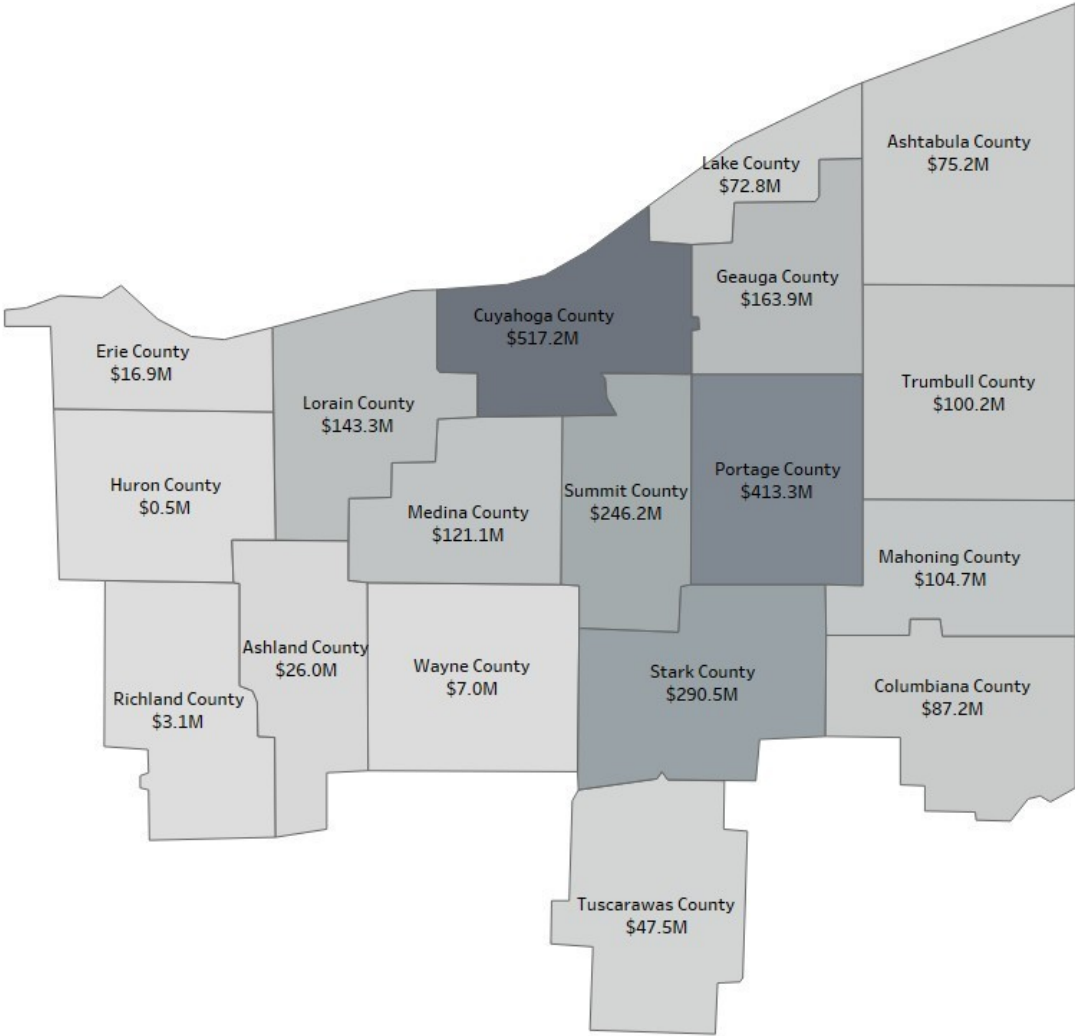 Ashtabula County
$75.2M
Lake County
$72.8M
Geauga County
$163.9M
Cuyahoga County
$517.2M
Erie County
$16.9M
Trumbull County
$100.2M
Lorain County
$143.3M
Portage County
$413.3M
Huron County
$0.5M
Summit County
$246.2M
Medina County
$121.1M
Mahoning County
$104.7M
Ashland County
$26.0M
Wayne County
$7.0M
Stark County
$290.5M
Columbiana County
$87.2M
Richland County
$3.1M
Tuscarawas County
$47.5M